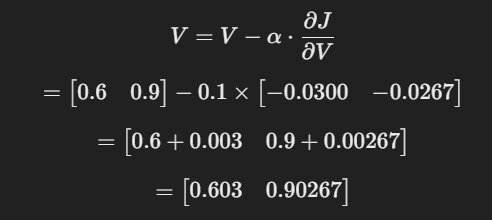 V = V − α · ∂J/∂V
= [0.6 0.9] − 0.1 × [−0.0300 −0.0267]
= [0.6 + 0.003 0.9 + 0.00267]
= [0.603 0.90267]